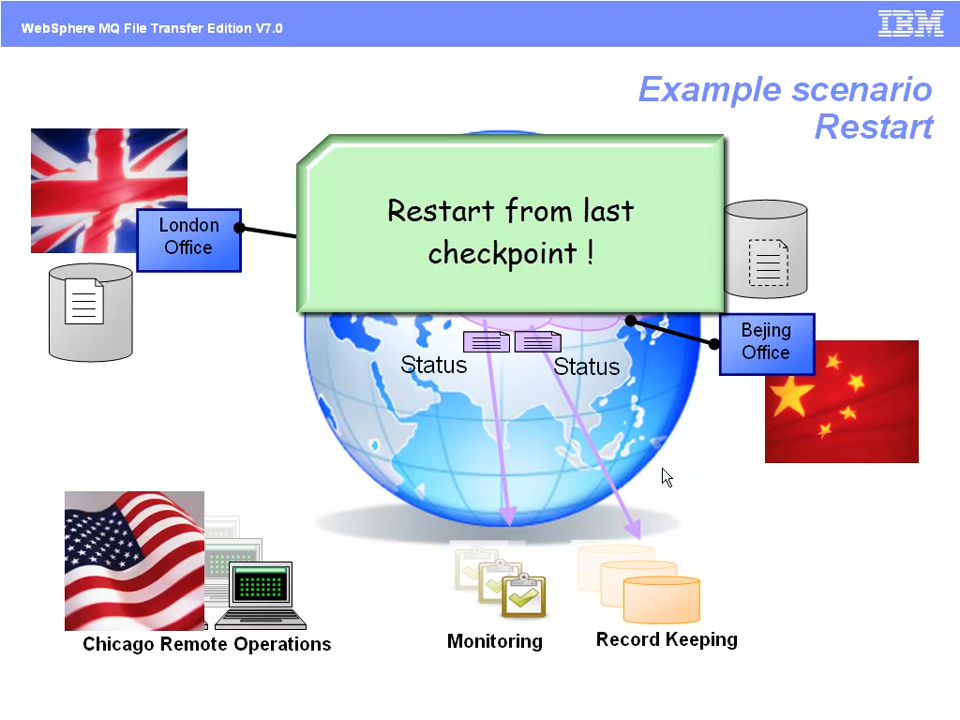 WebSphere MQ File Transfer Edition V7.0
IBM
Example scenario
Restart
Restart from last
checkpoint !
London
Office
Bejing
Office
Status
Status
Chicago Remote Operations
Monitoring
Record Keeping